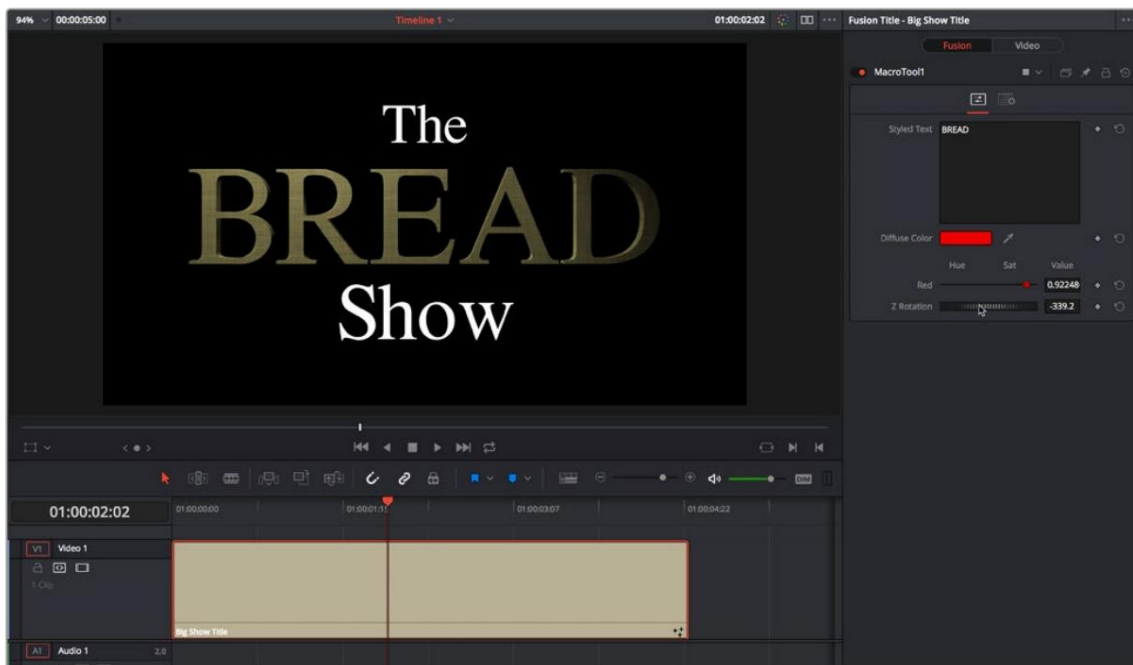 94% 00:00:05:00 Timeline 1 01:00:02:02
Fusion Title - Big Show Title
Fusion Video
MacroTool1
Styled Text BREAD
Diffuse Color
Hue Sat Value
Red 0.92248
Z Rotation -339.2
The
BREAD
Show
DIM
01:00:02:02 01:00:00:00 01:00:03:07 01:00:04:22
V1 Video 1
1 Clip
Big Show Title
A1 Audio 1 2.0